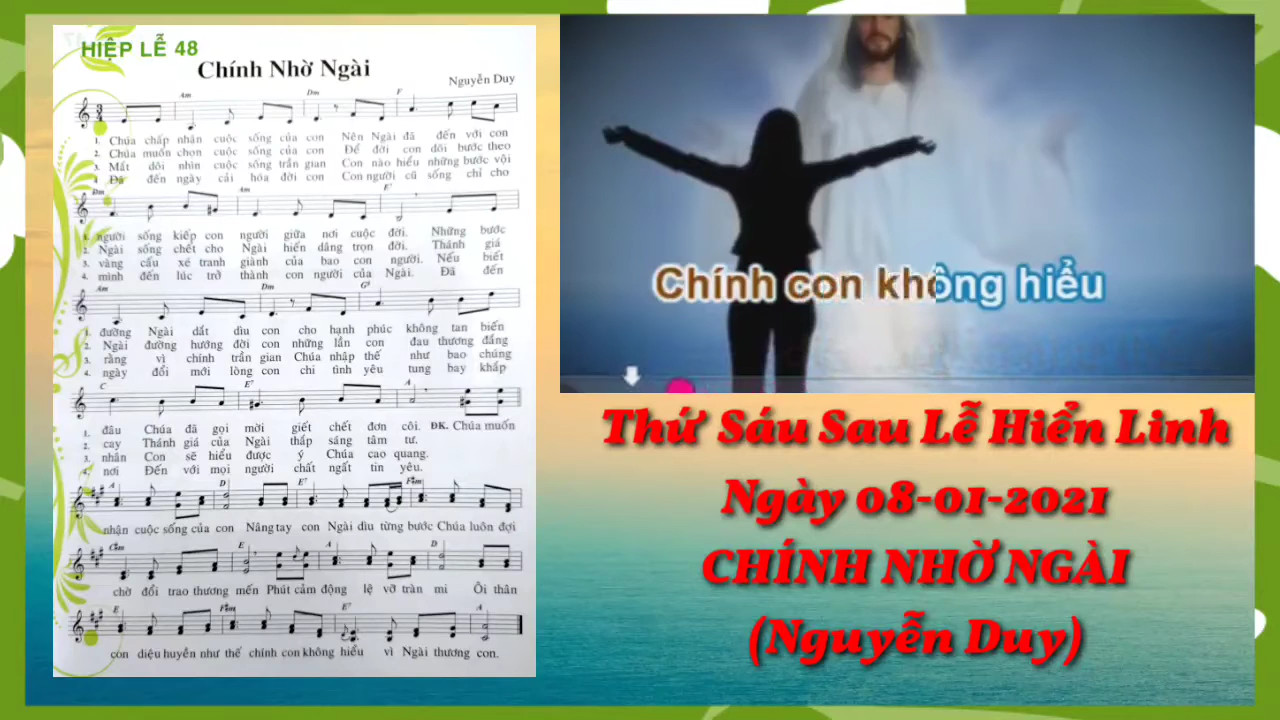 HIỆP LỄ 48
Chính Nhờ Ngài
Nguyễn Duy
Am Dm F
1. Chúa chấp nhận cuộc sống của con Nên Ngài đã đến với con
2. Chúa muốn chọn cuộc sống của con Để đời con dõi bước theo
3. Mắt dõi nhìn cuộc sống trần gian Con nào hiểu những bước vội
4. Đã đến ngày cải hóa đời con Con người cũ sống chỉ cho
Dm Am E7
1. người sống kiếp con người giữa nơi cuộc đời. Những bước
2. Ngài sống chết cho Ngài hiến dâng trọn đời. Thánh giá
3. vàng cấu xé tranh giành của bao con người. Nếu biết
4. mình đến lúc trở thành con người của Ngài. Đã đến
Am Dm G7
1. đường Ngài dắt dìu con cho hạnh phúc không tan biến
2. Ngài đường hướng đời con những lần con đau thương đắng
3. rằng vì chính trần gian Chúa nhập thế như bao chúng
4. ngày đổi mới lòng con chi tình yêu tung bay khắp
C E7 A
1. đâu Chúa đã gọi mời giết chết đơn côi. ĐK. Chúa muốn
2. cay Thánh giá của Ngài thắp sáng tâm tư.
3. nhân Con sẽ hiểu được ý Chúa cao quang.
4. nơi Đến với mọi người chất ngất tin yêu.
A D E7 F#m
nhận cuộc sống của con Nâng tay con Ngài dìu từng bước Chúa luôn đợi
C#m E A D
chờ đổi trao thương mến Phút cảm động lệ vỡ tràn mi Ôi thân
E F#m E7 A
con diệu huyền như thế chính con không hiểu vì Ngài thương con.
Chính con không hiểu
Thứ Sáu Sau Lễ Hiển Linh
Ngày 08-01-2021
CHÍNH NHỜ NGÀI
(Nguyễn Duy)